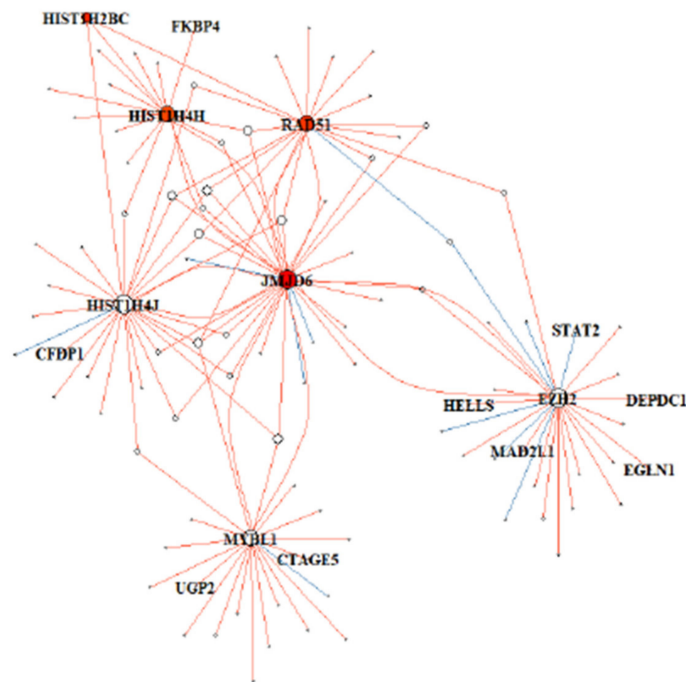 HIST1H2BC
FKBP4
HIST1H4H
RAD51
JMJD6
HIST1H4J
CFDP1
STAT2
EZH2
HELLS
DEPDC1
MAD2L1
EGLN1
MYBL1
CTAGE5
UGP2